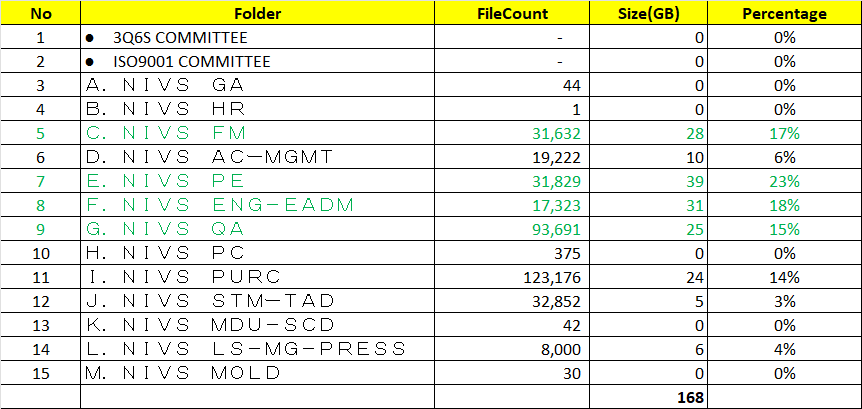 No Folder FileCount Size(GB) Percentage
1 ● 3Q6S COMMITTEE - 0 0%
2 ● ISO9001 COMMITTEE - 0 0%
3 Ａ．ＮＩＶＳ　ＧＡ 44 0 0%
4 Ｂ．ＮＩＶＳ　ＨＲ 1 0 0%
5 Ｃ．ＮＩＶＳ　ＦＭ 31,632 28 17%
6 Ｄ．ＮＩＶＳ　ＡＣ－ＭＧＭＴ 19,222 10 6%
7 Ｅ．ＮＩＶＳ　ＰＥ 31,829 39 23%
8 Ｆ．ＮＩＶＳ　ＥＮＧ－ＥＡＤＭ 17,323 31 18%
9 Ｇ．ＮＩＶＳ　ＱＡ 93,691 25 15%
10 Ｈ．ＮＩＶＳ　ＰＣ 375 0 0%
11 Ｉ．ＮＩＶＳ　ＰＵＲＣ 123,176 24 14%
12 Ｊ．ＮＩＶＳ　ＳＴＭ－ＴＡＤ 32,852 5 3%
13 Ｋ．ＮＩＶＳ　ＭＤＵ－ＳＣＤ 42 0 0%
14 Ｌ．ＮＩＶＳ　ＬＳ－ＭＧ－ＰＲＥＳＳ 8,000 6 4%
15 Ｍ．ＮＩＶＳ　ＭＯＬＤ 30 0 0%
168